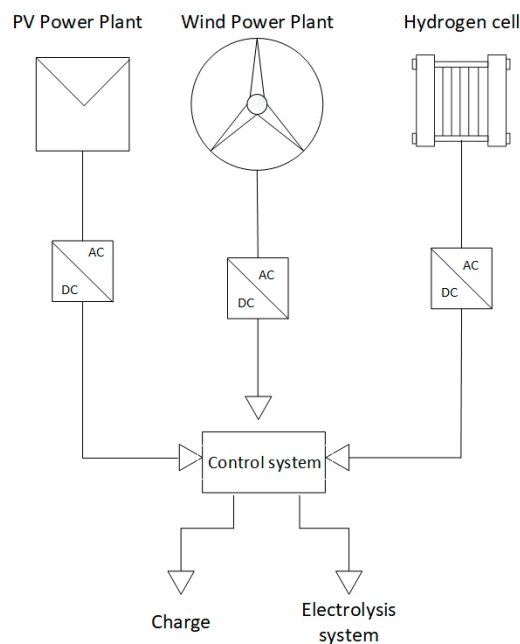 PV Power Plant
Wind Power Plant
Hydrogen cell
AC
DC
AC
DC
AC
DC
Control system
Charge
Electrolysis
system